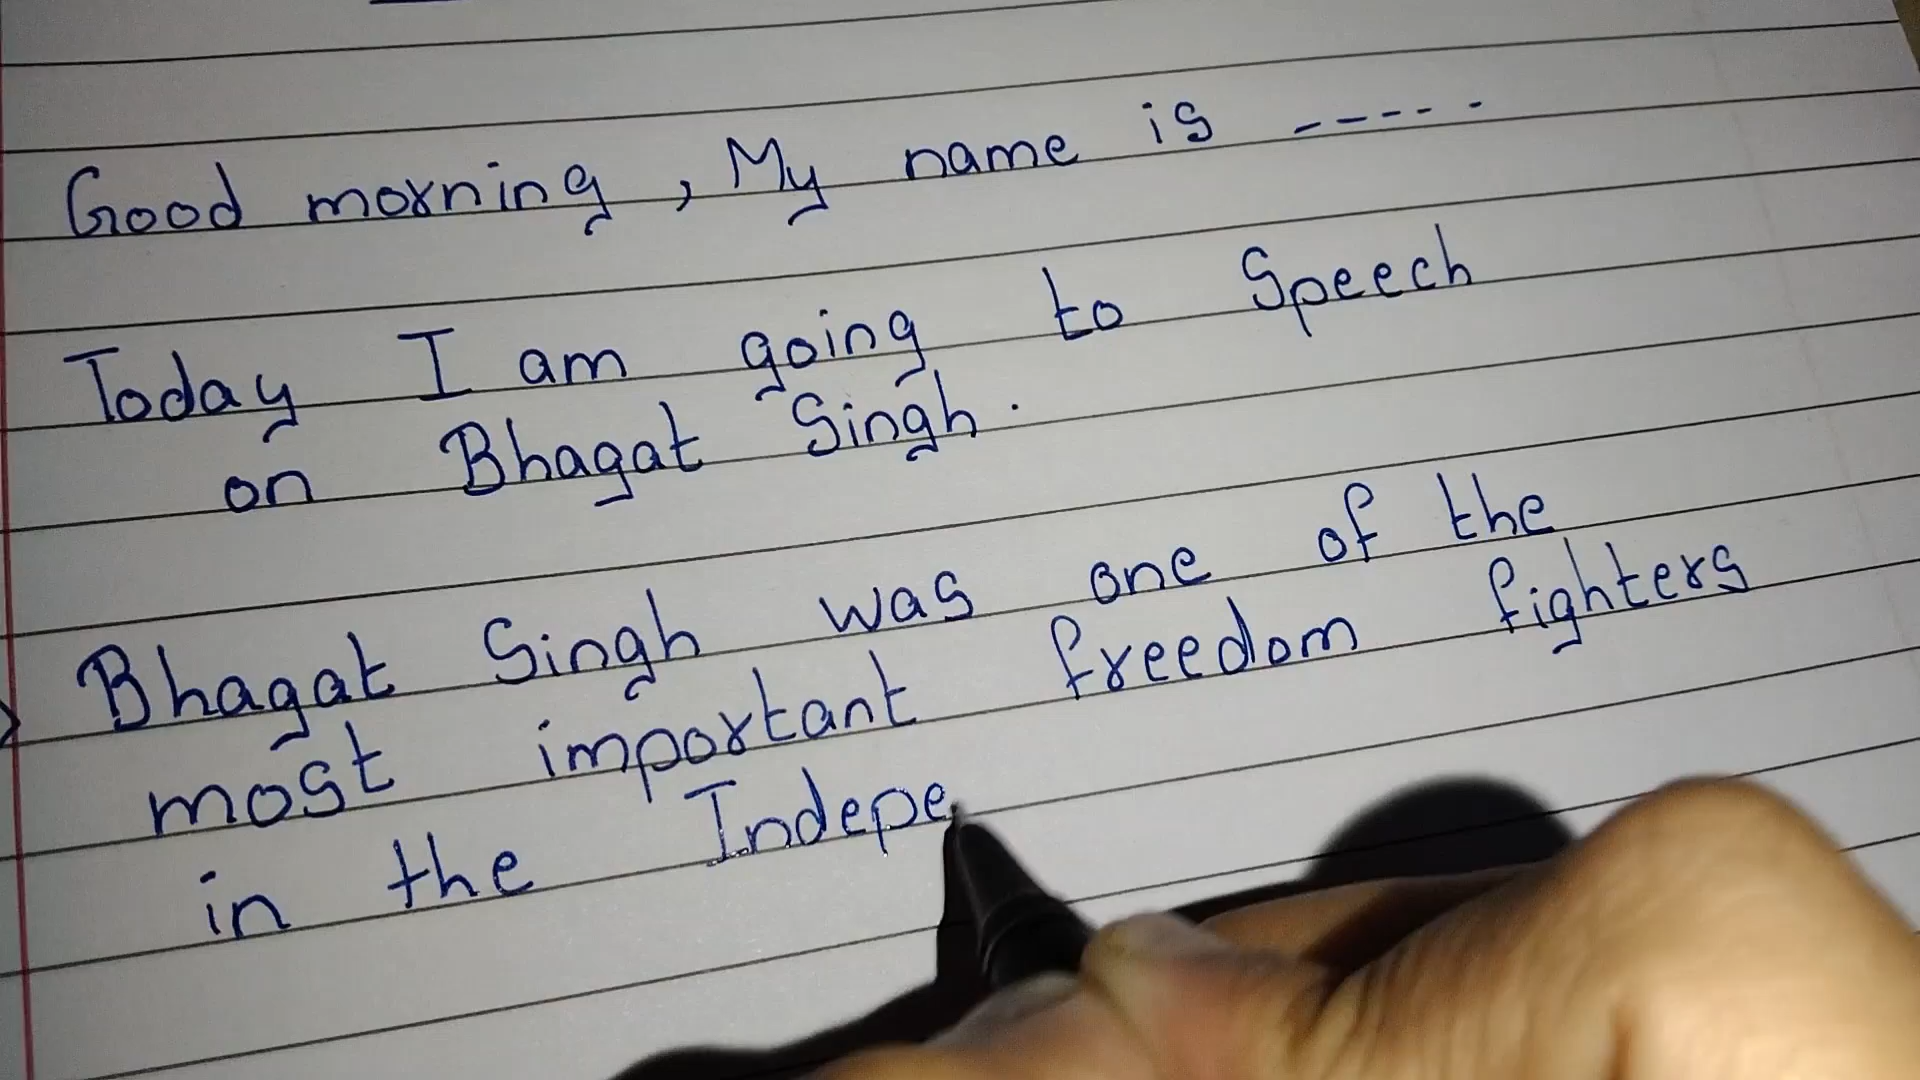 Good morning, My name is -----.
Today I am going to Speech
on Bhagat Singh.
Bhagat Singh was one of the
most important freedom fighters
in the Indepe